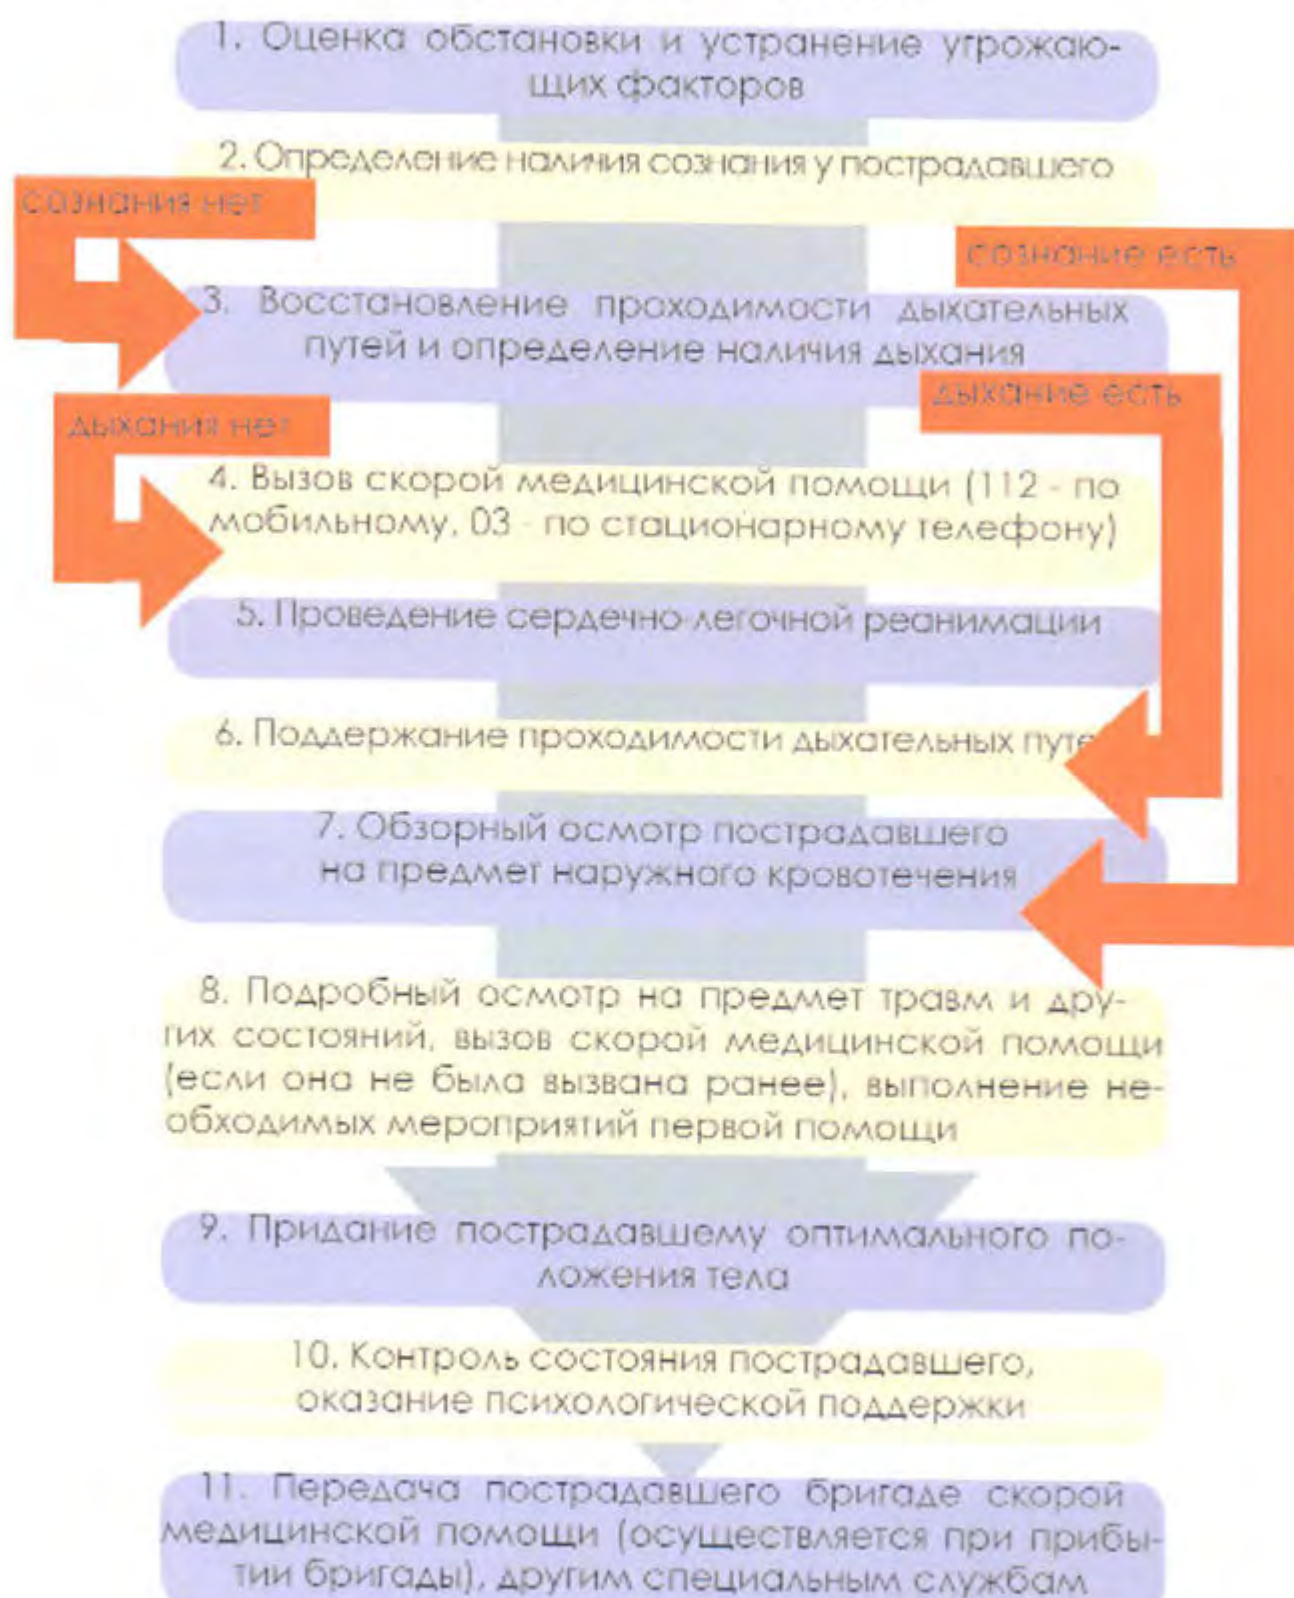 1. Оценка обстановки и устранение угрожаю-
щих факторов
2. Определение наличия сознания у пострадавшего
сознания нет
сознание есть
3. Восстановление проходимости дыхательных
путей и определение наличия дыхания
дыхание есть
дыхания нет
4. Вызов скорой медицинской помощи (112 - по
мобильному, 03 - по стационарному телефону)
5. Проведение сердечно-легочной реанимации
6. Поддержание проходимости дыхательных путе
7. Обзорный осмотр пострадавшего
на предмет наружного кровотечения
8. Подробный осмотр на предмет травм и дру-
гих состояний, вызов скорой медицинской помощи
(если она не была вызвана ранее), выполнение не-
обходимых мероприятий первой помощи
9. Придание пострадавшему оптимального по-
ложения тела
10. Контроль состояния пострадавшего,
оказание психологической поддержки
11. Передача пострадавшего бригаде скорой
медицинской помощи (осуществляется при прибы-
тии бригады), другим специальным службам